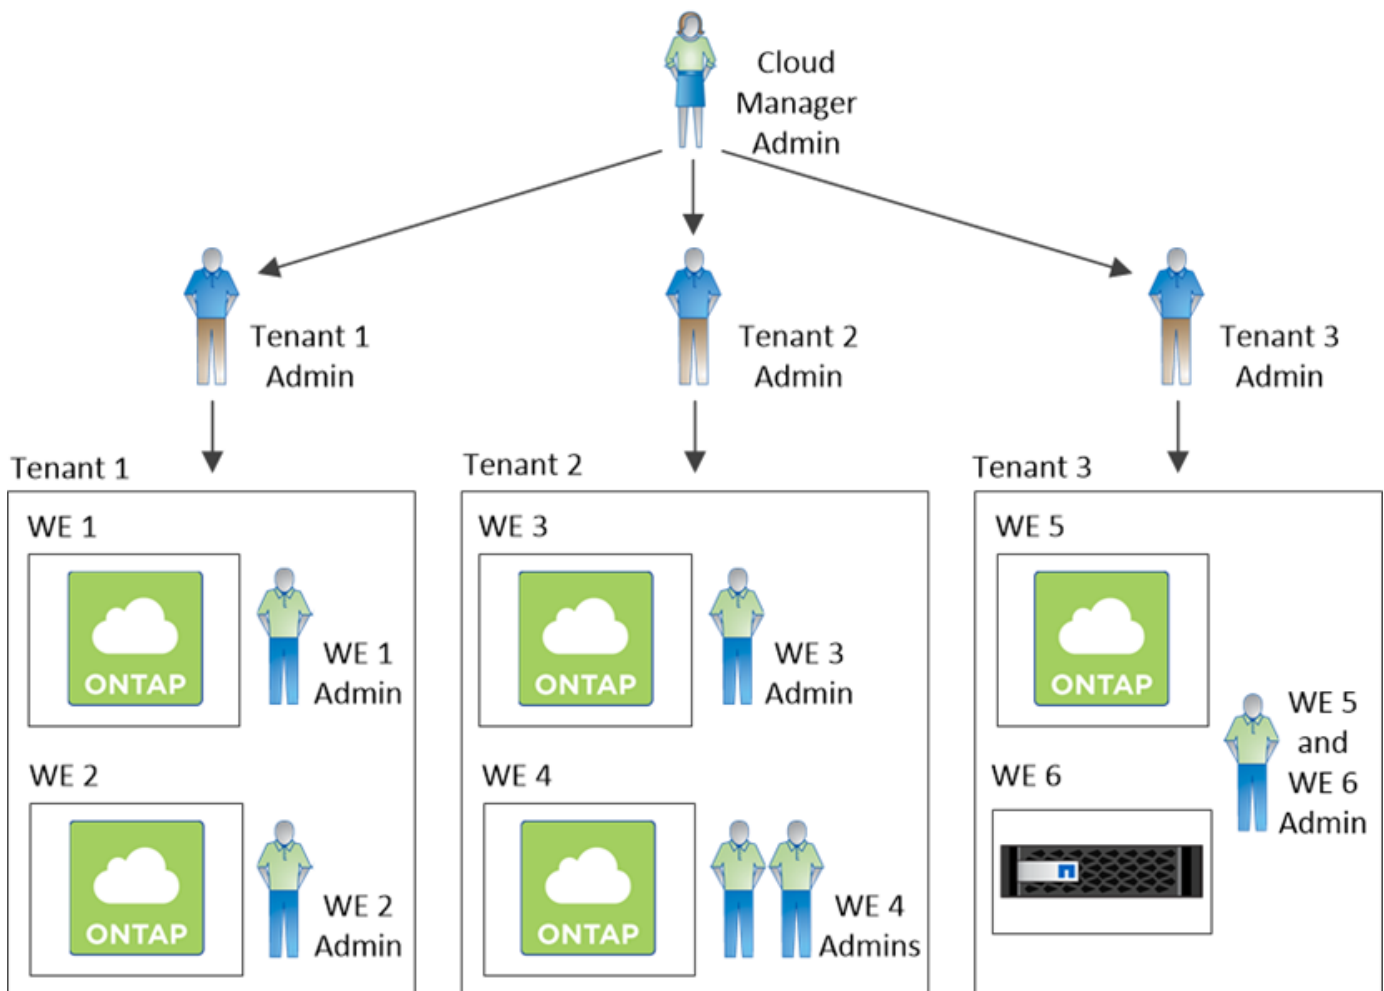 Cloud
Manager
Admin
Tenant 1
Admin
Tenant 2
Admin
Tenant 3
Admin
Tenant 1
WE 1
ONTAP
WE 1
Admin
WE 2
ONTAP
WE 2
Admin
Tenant 2
WE 3
ONTAP
WE 3
Admin
WE 4
ONTAP
WE 4
Admins
Tenant 3
WE 5
ONTAP
WE 5
and
WE 6
Admin
WE 6